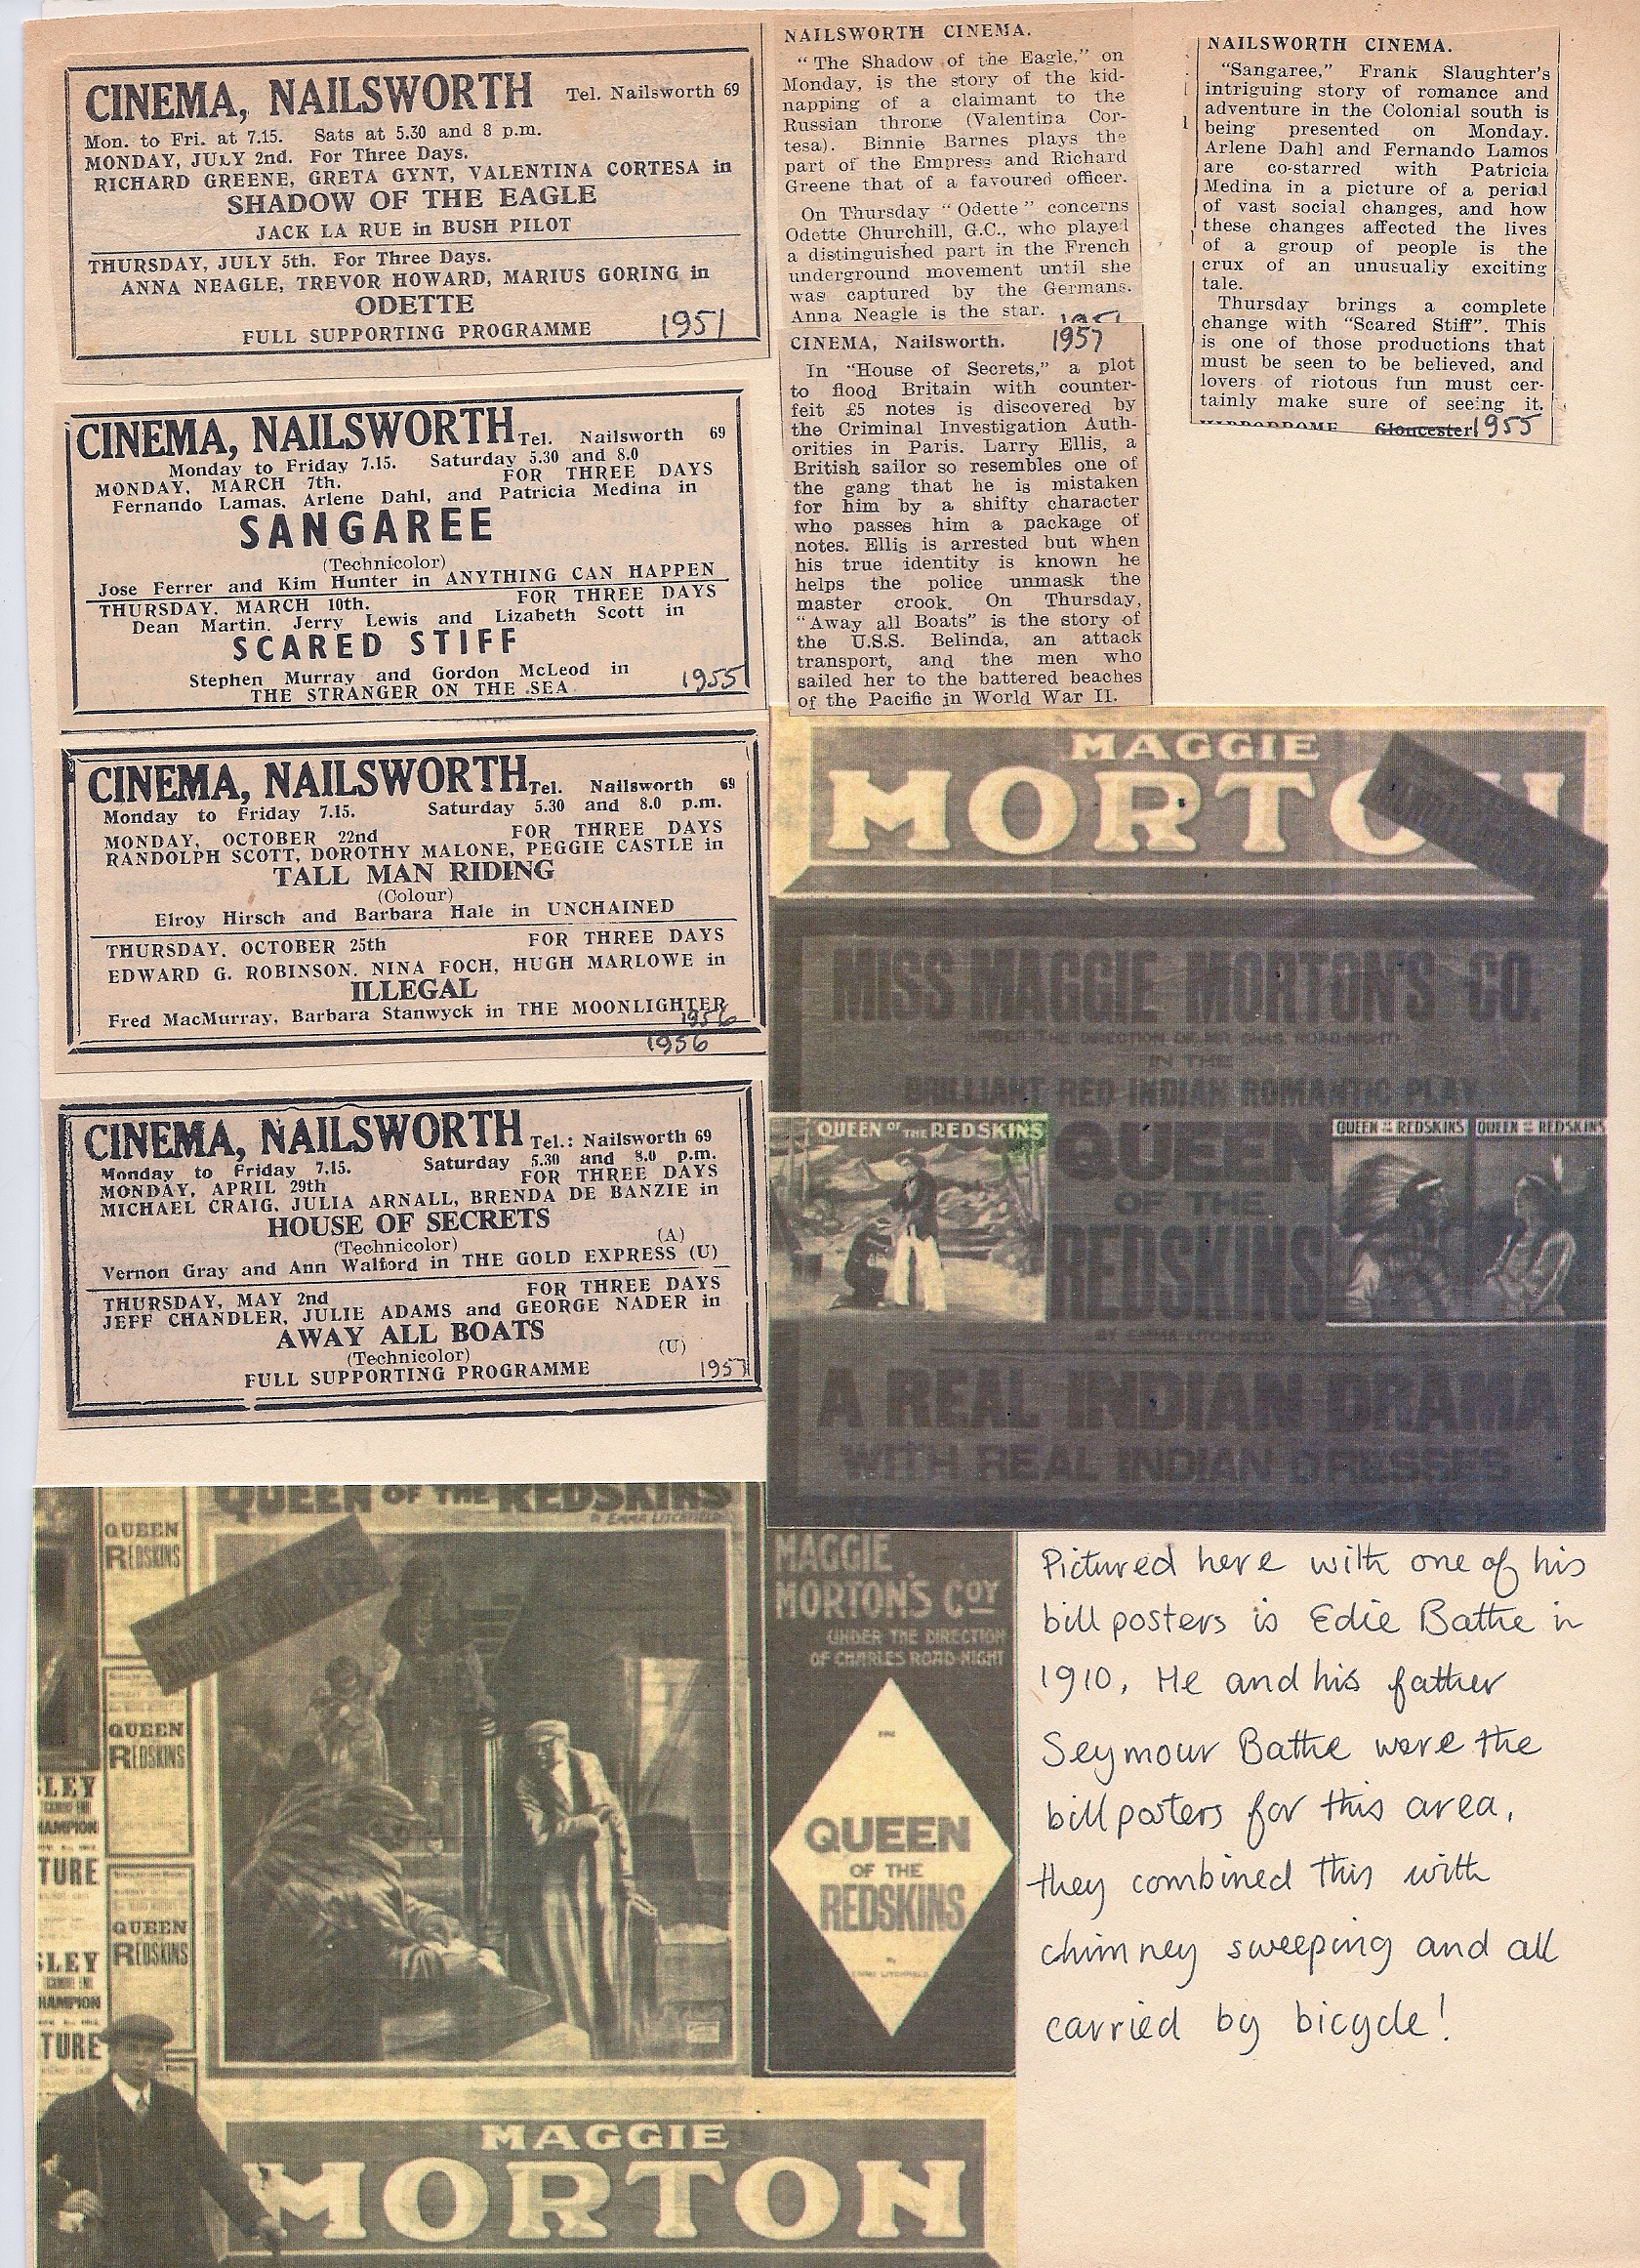 CINEMA, NAILSWORTH Tel. Nailsworth 69
Mon. to Fri. at 7.15. Sats at 5.30 and 8 p.m.
MONDAY, JULY 2nd. For Three Days.
RICHARD GREENE, GRETA GYNT, VALENTINA CORTESA in
SHADOW OF THE EAGLE
JACK LA RUE in BUSH PILOT
THURSDAY, JULY 5th. For Three Days.
ANNA NEAGLE, TREVOR HOWARD, MARIUS GORING in
ODETTE
FULL SUPPORTING PROGRAMME 1951
CINEMA, NAILSWORTH Tel. Nailsworth 69
Monday to Friday 7.15. Saturday 5.30 and 8.0
MONDAY, MARCH 7th. FOR THREE DAYS
Fernando Lamas, Arlene Dahl, and Patricia Medina in
SANGAREE
(Technicolor)
Jose Ferrer and Kim Hunter in ANYTHING CAN HAPPEN
THURSDAY, MARCH 10th. FOR THREE DAYS
Dean Martin, Jerry Lewis and Lizabeth Scott in
SCARED STIFF
Stephen Murray and Gordon McLeod in
THE STRANGER ON THE SEA 1955
CINEMA, NAILSWORTH Tel. Nailsworth 69
Monday to Friday 7.15. Saturday 5.30 and 8.0 p.m.
MONDAY, OCTOBER 22nd FOR THREE DAYS
RANDOLPH SCOTT, DOROTHY MALONE, PEGGIE CASTLE in
TALL MAN RIDING
(Colour)
Elroy Hirsch and Barbara Hale in UNCHAINED
THURSDAY, OCTOBER 25th FOR THREE DAYS
EDWARD G. ROBINSON, NINA FOCH, HUGH MARLOWE in
ILLEGAL
Fred MacMurray, Barbara Stanwyck in THE MOONLIGHTER
1956
1956
CINEMA, NAILSWORTH Tel.: Nailsworth 69
Monday to Friday 7.15. Saturday 5.30 and 8.0 p.m.
MONDAY, APRIL 29th FOR THREE DAYS
MICHAEL CRAIG, JULIA ARNALL, BRENDA DE BANZIE in
HOUSE OF SECRETS
(Technicolor) (A)
Vernon Gray and Ann Walford in THE GOLD EXPRESS (U)
THURSDAY, MAY 2nd FOR THREE DAYS
JEFF CHANDLER, JULIE ADAMS and GEORGE NADER in
AWAY ALL BOATS
(Technicolor) (U)
FULL SUPPORTING PROGRAMME 1957
NAILSWORTH CINEMA.
"The Shadow of the Eagle," on
Monday, is the story of the kid-
napping of a claimant to the
Russian throne (Valentina Cor-
tesa). Binnie Barnes plays the
part of the Empress and Richard
Greene that of a favoured officer.
On Thursday "Odette" concerns
Odette Churchill, G.C., who played
a distinguished part in the French
underground movement until she
was captured by the Germans.
Anna Neagle is the star. 1951
CINEMA, Nailsworth. 1957
In "House of Secrets," a plot
to flood Britain with counter-
feit £5 notes is discovered by
the Criminal Investigation Auth-
orities in Paris. Larry Ellis, a
British sailor so resembles one of
the gang that he is mistaken
for him by a shifty character
who passes him a package of
notes. Ellis is arrested but when
his true identity is known he
helps the police unmask the
master crook. On Thursday,
"Away all Boats" is the story of
the U.S.S. Belinda, an attack
transport, and the men who
sailed her to the battered beaches
of the Pacific in World War II.
NAILSWORTH CINEMA.
"Sangaree," Frank Slaughter's
intriguing story of romance and
adventure in the Colonial south is
being presented on Monday.
Arlene Dahl and Fernando Lamos
are co-starred with Patricia
Medina in a picture of a period
of vast social changes, and how
these changes affected the lives
of a group of people is the
crux of an unusually exciting
tale.
Thursday brings a complete
change with "Scared Stiff". This
is one of those productions that
must be seen to be believed, and
lovers of riotous fun must cer-
tainly make sure of seeing it.
HIPPODROME Gloucester 1955
MAGGIE
MORTON
MISS MAGGIE MORTON'S CO.
(UNDER THE DIRECTION OF MR CHAS. ROAD-NIGHT)
IN THE
BRILLIANT RED INDIAN ROMANTIC PLAY
QUEEN OF THE REDSKINS
QUEEN
OF THE
REDSKINS
BY EMMA LITCHFIELD
QUEEN OF THE REDSKINS
QUEEN OF THE REDSKINS
A REAL INDIAN DRAMA
WITH REAL INDIAN DRESSES
QUEEN OF THE REDSKINS
EMMA LITCHFIELD
QUEEN
REDSKINS
QUEEN
REDSKINS
QUEEN
REDSKINS
SLEY
HAMPION
TURE
SLEY
HAMPION
TURE
MAGGIE
MORTON'S COY
UNDER THE DIRECTION
OF CHARLES ROAD-NIGHT
THE
QUEEN
OF THE
REDSKINS
By
EMMA LITCHFIELD
MAGGIE
MORTON
Pictured here with one of his
bill posters is Edie Bathe in
1910, He and his father
Seymour Bathe were the
bill posters for this area,
they combined this with
chimney sweeping and all
carried by bicycle!